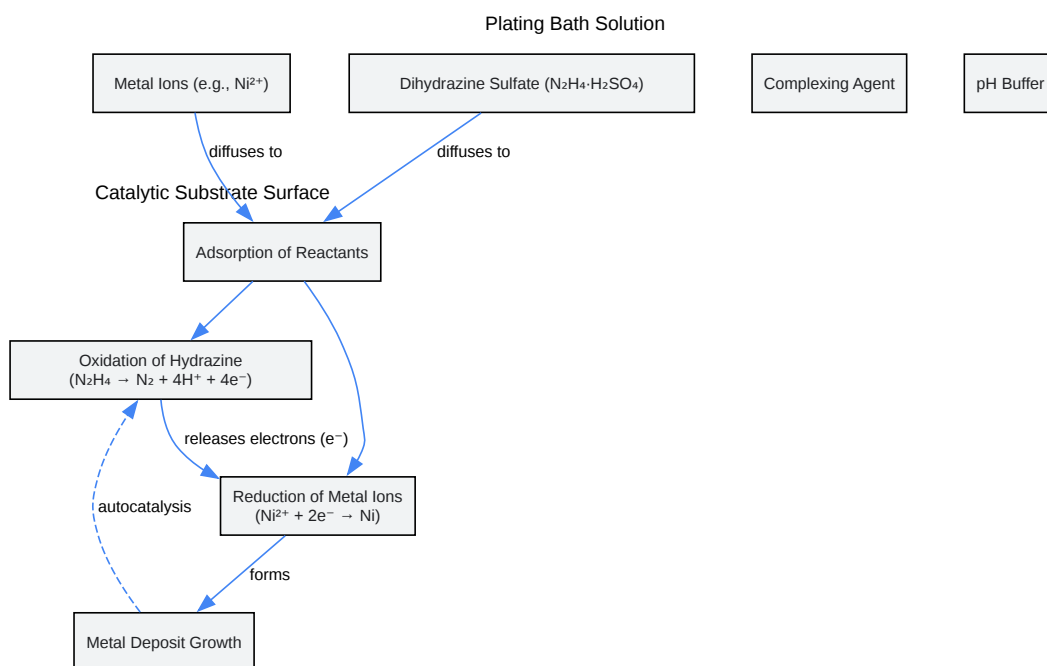 Plating Bath Solution
Metal Ions (e.g., Ni²⁺)
Dihydrazine Sulfate (N₂H₄·H₂SO₄)
Complexing Agent
pH Buffer
diffuses to
diffuses to
Catalytic Substrate Surface
Adsorption of Reactants
Oxidation of Hydrazine
(N₂H₄ → N₂ + 4H⁺ + 4e⁻)
releases electrons (e⁻)
Reduction of Metal Ions
(Ni²⁺ + 2e⁻ → Ni)
autocatalysis
forms
Metal Deposit Growth